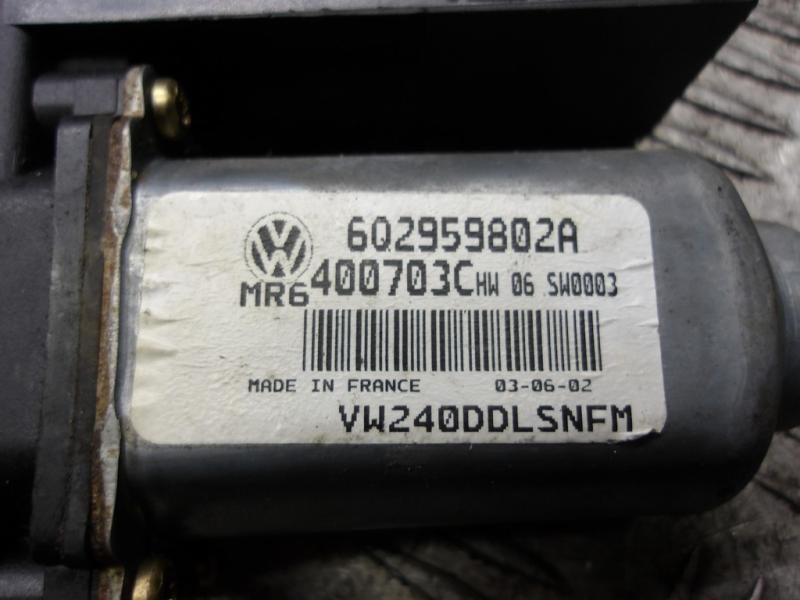 6Q2959802A
MR6 400703C HW 06 SW0003
MADE IN FRANCE 03-06-02
VW240DDLSNFM